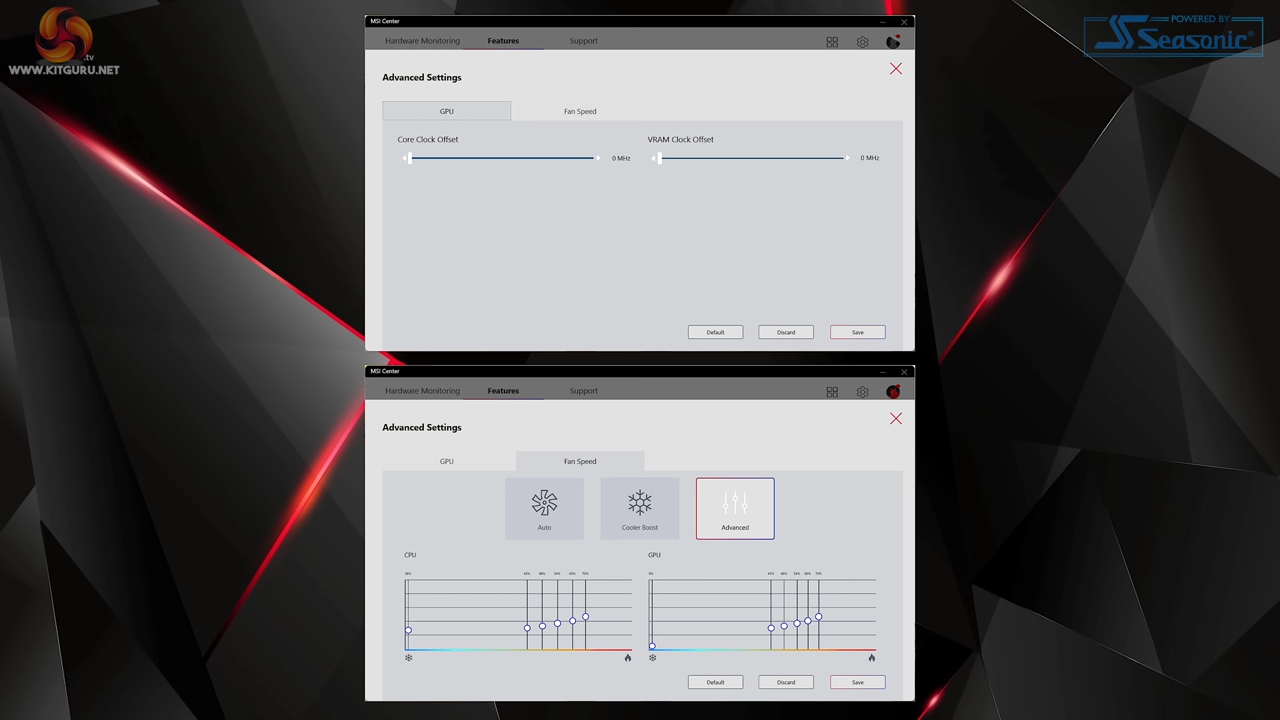 .tv
WWW.KITGURU.NET
POWERED BY
Seasonic
MSI Center
Hardware Monitoring Features Support
Advanced Settings
GPU Fan Speed
Core Clock Offset VRAM Clock Offset
0 MHz 0 MHz
Default Discard Save
MSI Center
Hardware Monitoring Features Support
Advanced Settings
GPU Fan Speed
Auto Cooler Boost Advanced
CPU GPU
0%
Default Discard Save